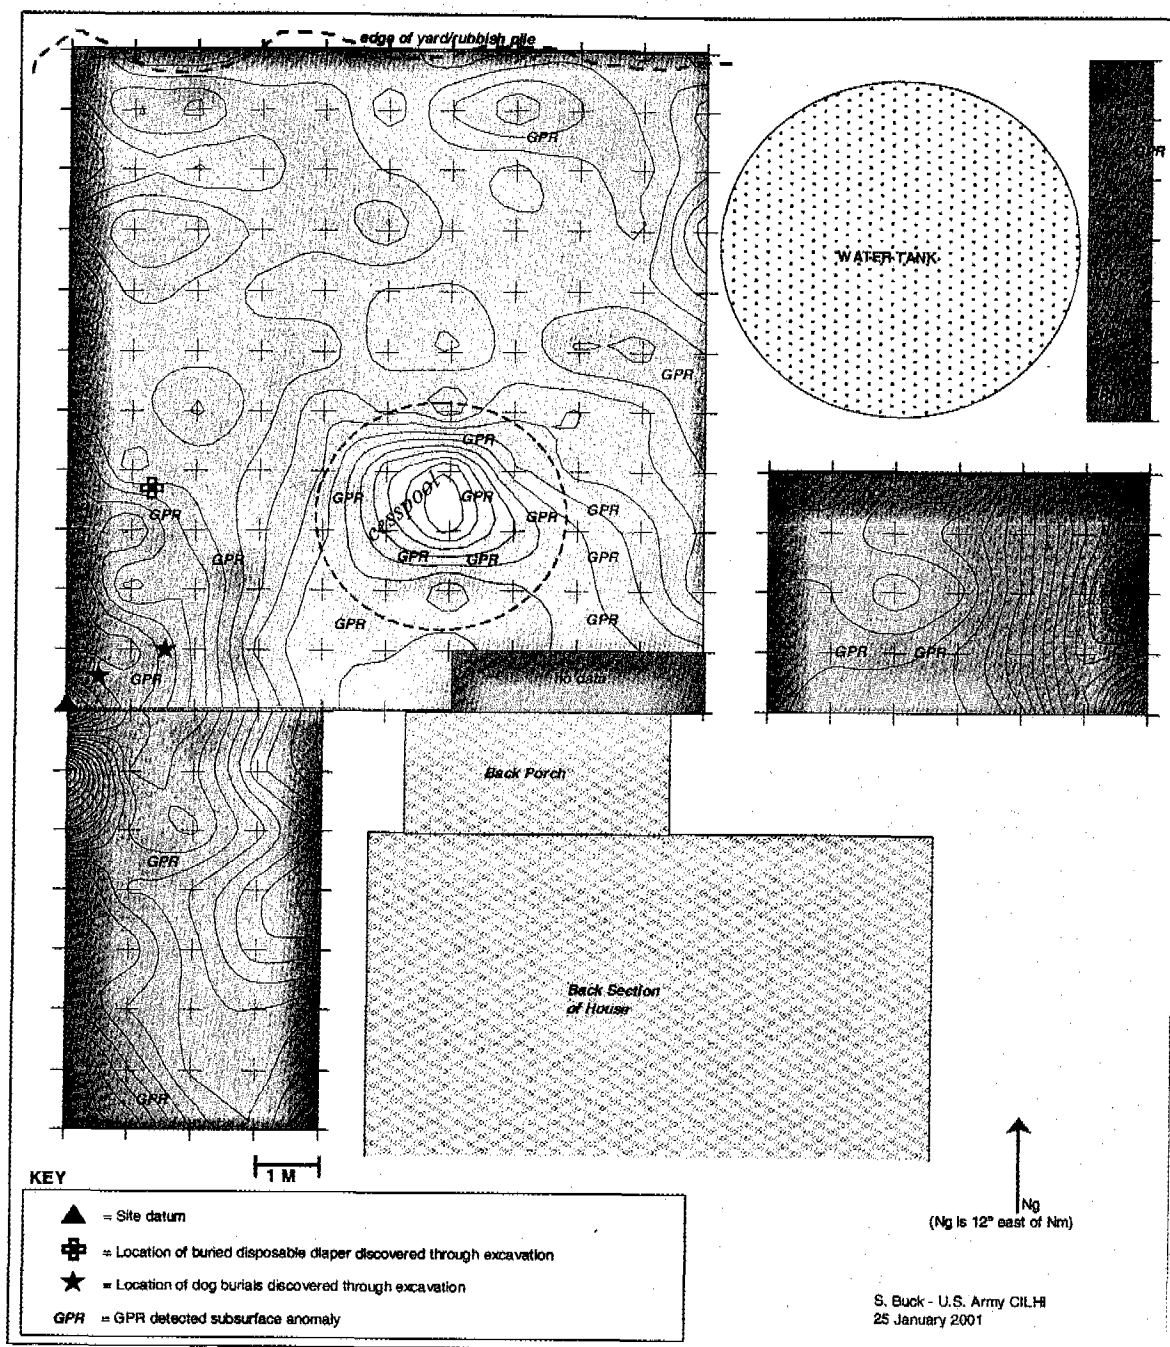 edge of yard/rubbish pile
GPR
GPR
WATER TANK
GPR
GPR
GPR
cesspool
GPR
GPR
GPR
GPR
GPR
GPR
GPR
GPR
GPR
GPR
GPR
GPR
GPR
GPR
no data
Back Porch
GPR
Back Section
of House
GPR
1 M
KEY
= Site datum
= Location of buried disposable diaper discovered through excavation
= Location of dog burials discovered through excavation
GPR = GPR detected subsurface anomaly
Ng
(Ng is 12° east of Nm)
S. Buck - U.S. Army CILHI
25 January 2001